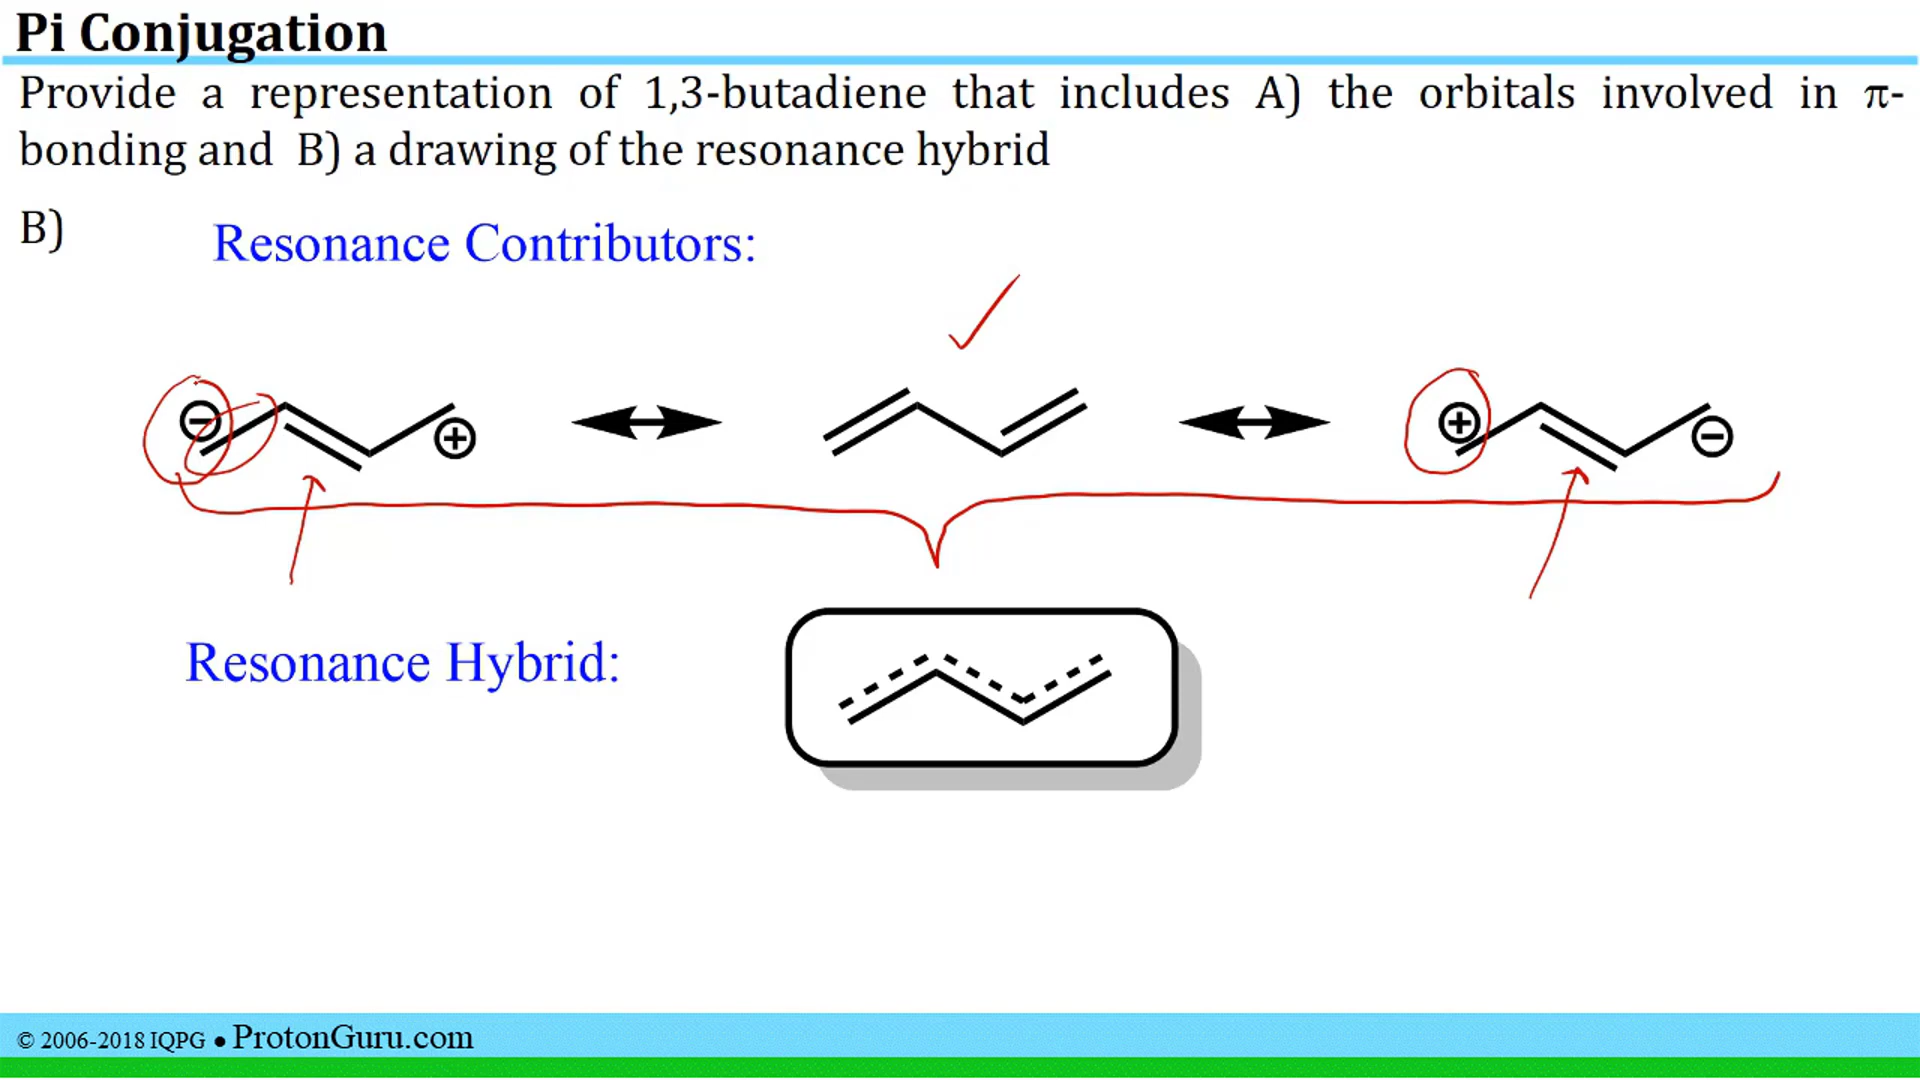 Pi Conjugation
Provide a representation of 1,3-butadiene that includes A) the orbitals involved in π-
bonding and B) a drawing of the resonance hybrid
B)
Resonance Contributors:
⊖ ⊕ ⊕ ⊖
Resonance Hybrid:
© 2006-2018 IQPG ● ProtonGuru.com